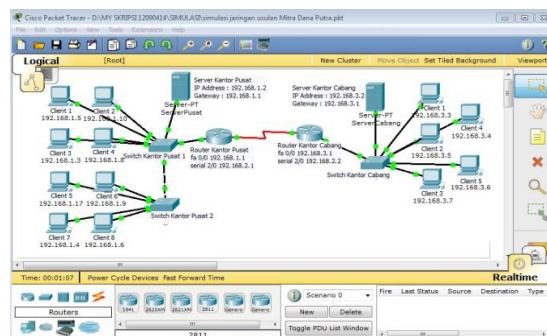 Cisco Packet Tracer - D:\MY SKRIPSI 12090414\SIMULASI\simulasi jaringan usulan Mitra Dana Putra.pkt
File Edit Options View Tools Extensions Help
Logical
[Root]
New Cluster
Move Object
Set Tiled Background
Viewport
Server Kantor Pusat
IP Address : 192.168.1.2
Gateway : 192.168.1.1
Server-PT
ServerPusat
Server Kantor Cabang
IP Address : 192.168.3.2
Gateway : 192.168.3.1
Server-PT
ServerCabang
Client 1
192.168.1.5
Client 2
192.168.1.10
Client 3
192.168.1.3
Client 4
192.168.1.8
Switch Kantor Pusat 1
Router Kantor Pusat
fa 0/0 192.168.1.1
serial 2/0 192.168.2.1
Router Kantor Cabang
fa 0/0 192.168.3.1
serial 2/0 192.168.2.2
Switch Kantor Cabang
Client 1
192.168.3.3
Client 4
192.168.3.4
Client 2
192.168.3.5
Client 5
192.168.3.6
Client 3
192.168.3.7
Client 5
192.168.1.17
Client 6
192.168.1.9
Client 7
192.168.1.4
Client 8
192.168.1.6
Switch Kantor Pusat 2
Time: 00:01:07
Power Cycle Devices Fast Forward Time
Realtime
Routers
1841
2620XM
2621XM
2811
Generic
Generic
2811
Scenario 0
New
Delete
Toggle PDU List Window
Fire Last Status Source Destination Type